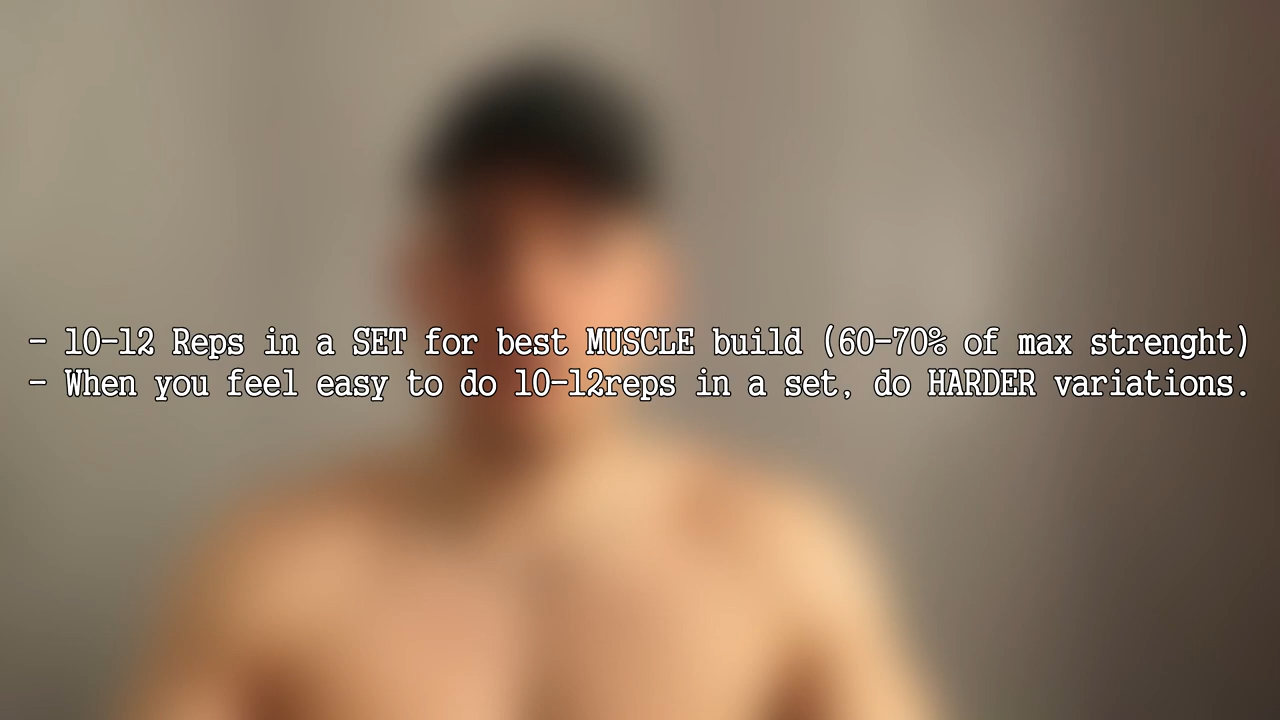 - 10-12 Reps in a SET for best MUSCLE build (60-70% of max strenght)
- When you feel easy to do 10-12reps in a set, do HARDER variations.